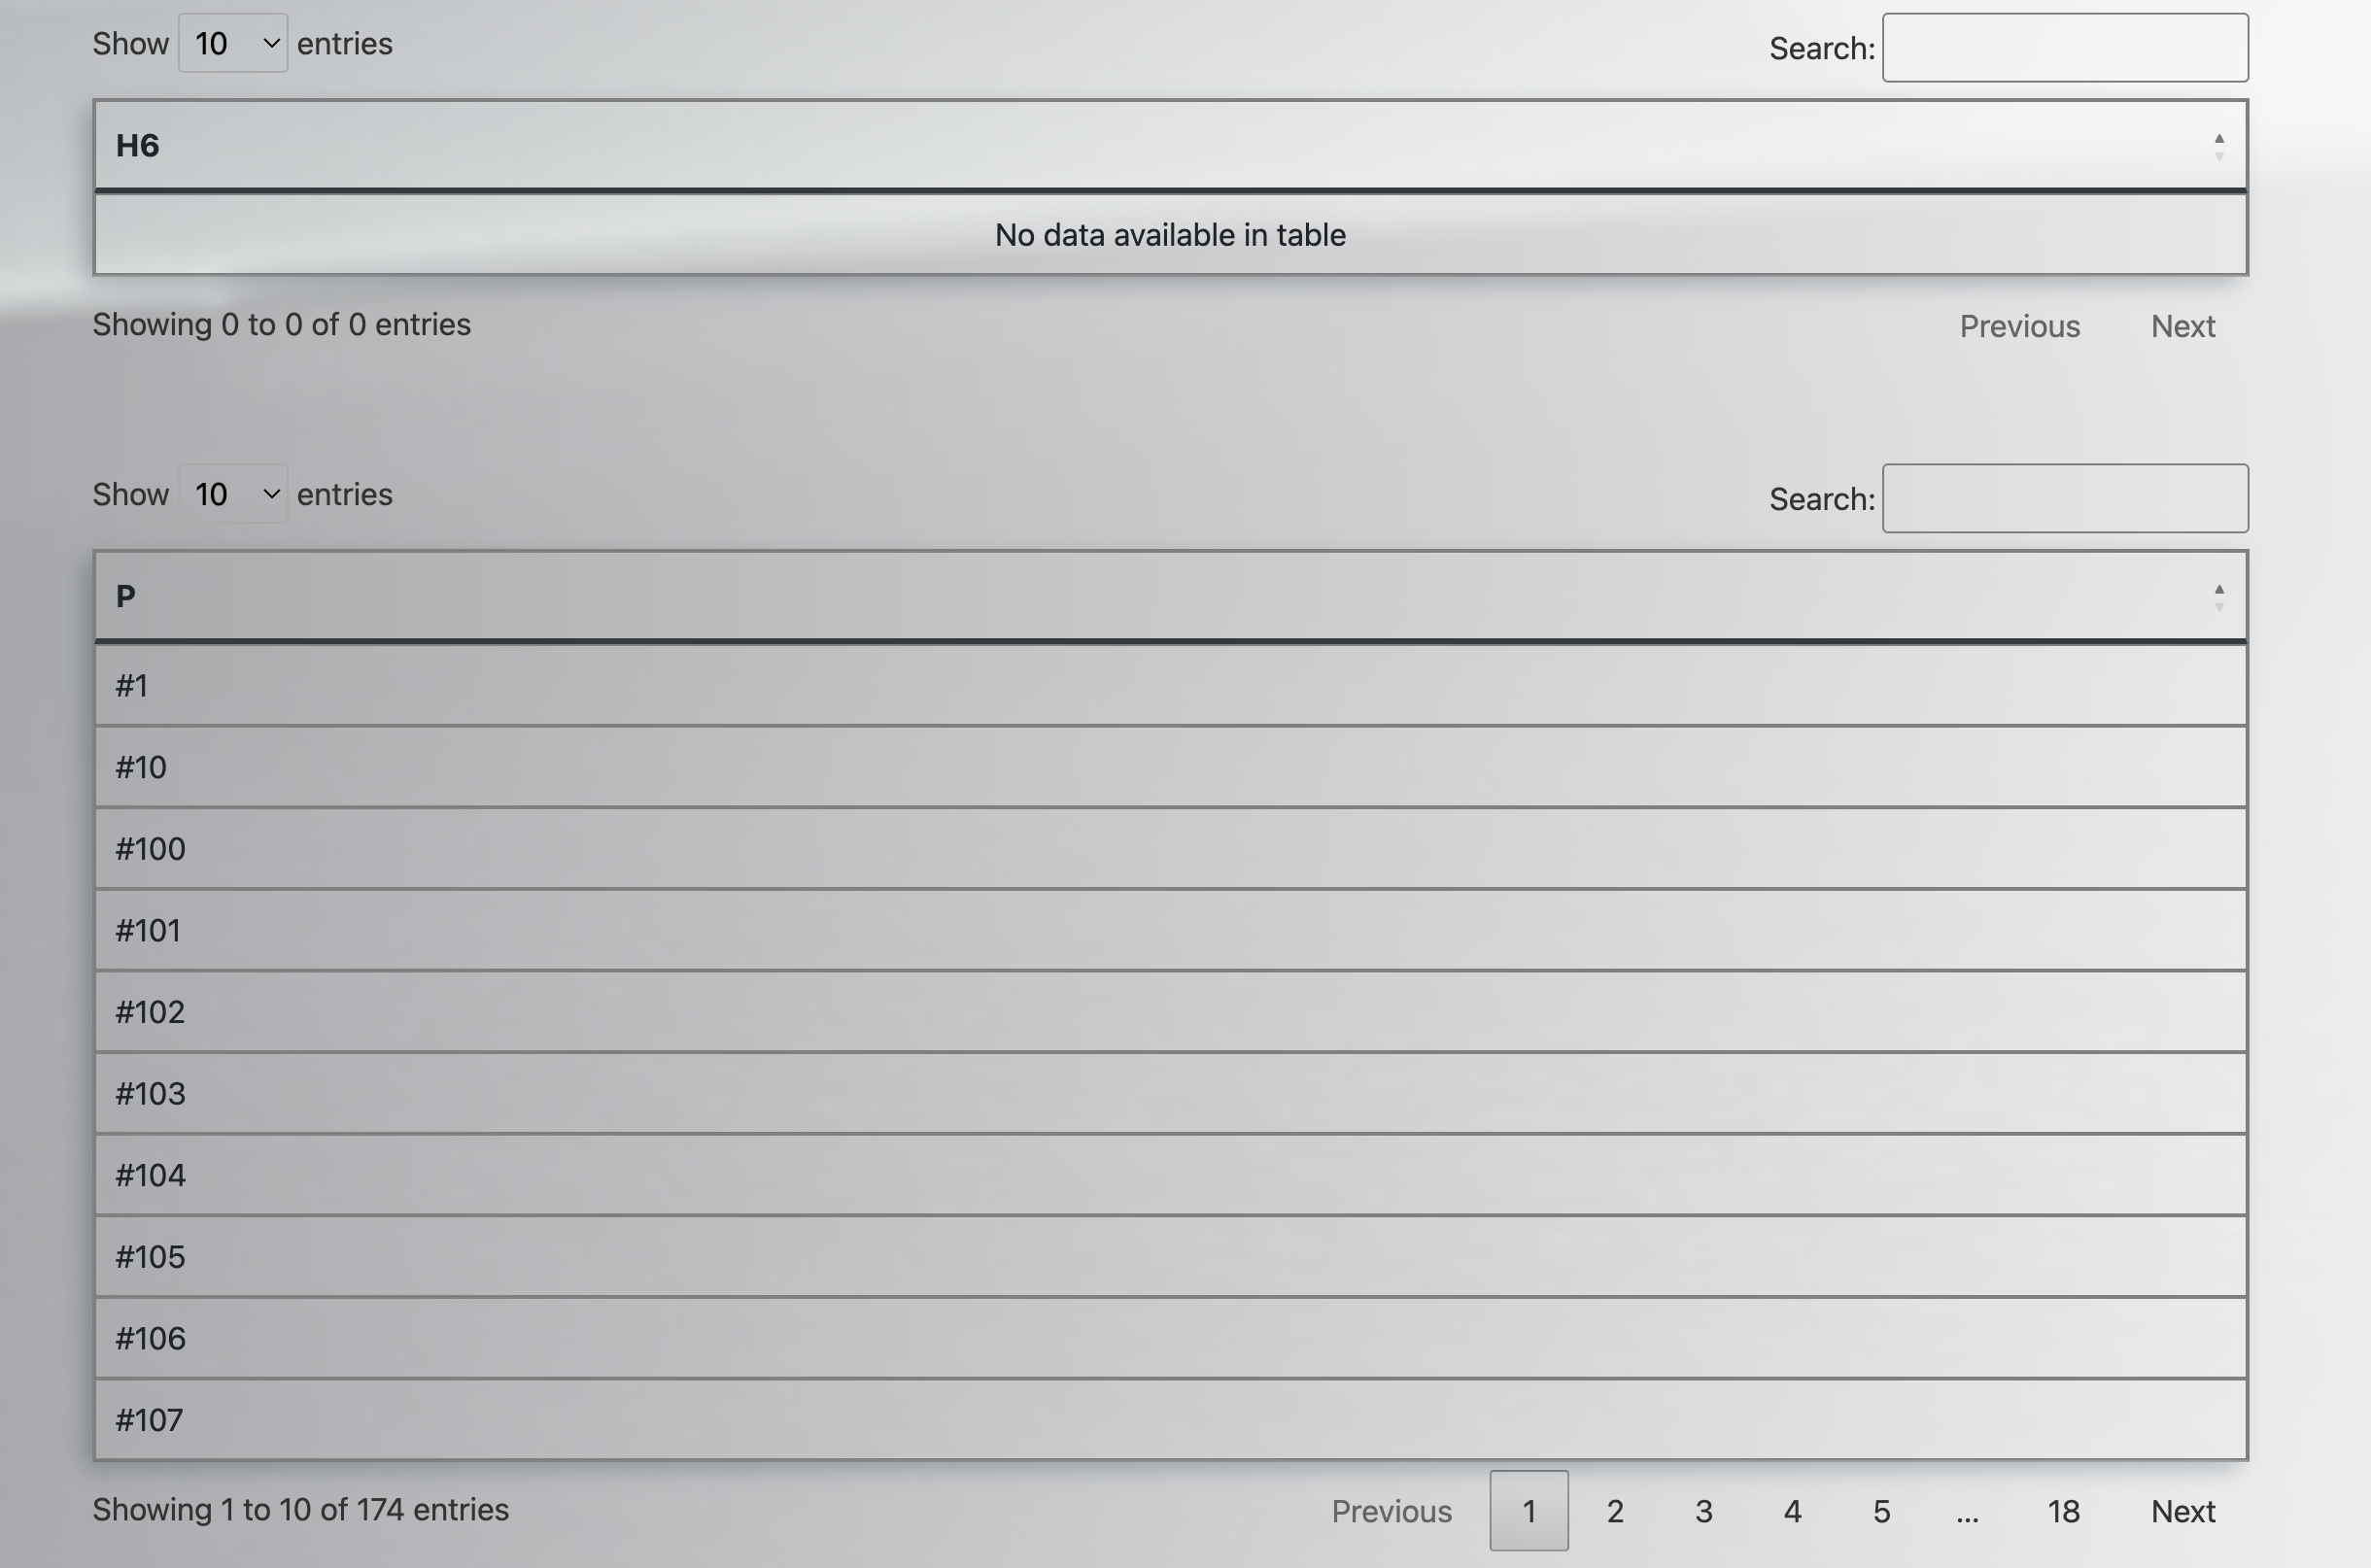 Show 10 entries Search:
H6
No data available in table
Showing 0 to 0 of 0 entries Previous Next
Show 10 entries Search:
P
#1
#10
#100
#101
#102
#103
#104
#105
#106
#107
Showing 1 to 10 of 174 entries Previous 1 2 3 4 5 ... 18 Next